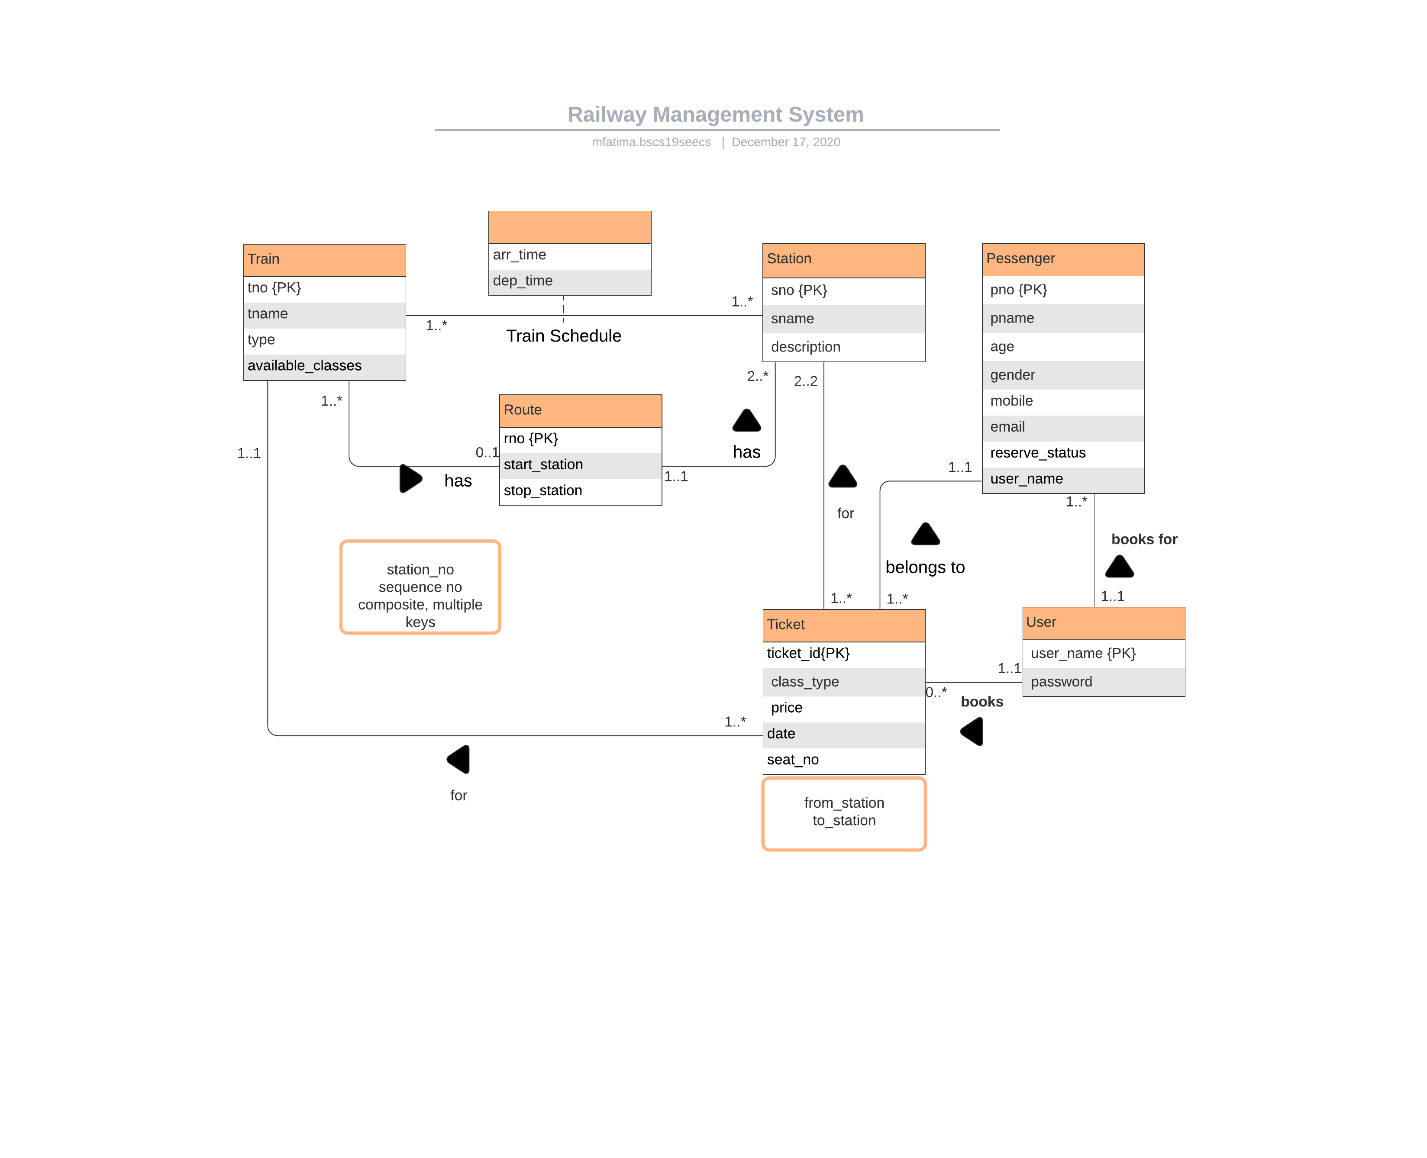 Railway Management System
mfatima.bscs19seecs | December 17, 2020
arr_time
dep_time
Train Schedule
Train
tno {PK}
tname
type
available_classes
1..*
1..*
Station
sno {PK}
sname
description
Pessenger
pno {PK}
pname
age
gender
mobile
email
reserve_status
user_name
1..*
1..1
0..1
has
Route
rno {PK}
start_station
stop_station
1..1
2..*
has
2..2
for
1..1
belongs to
1..*
books for
1..1
station_no
sequence no
composite, multiple
keys
1..*
1..*
Ticket
ticket_id{PK}
class_type
price
date
seat_no
User
user_name {PK}
password
1..1
0..*
books
1..*
for
from_station
to_station